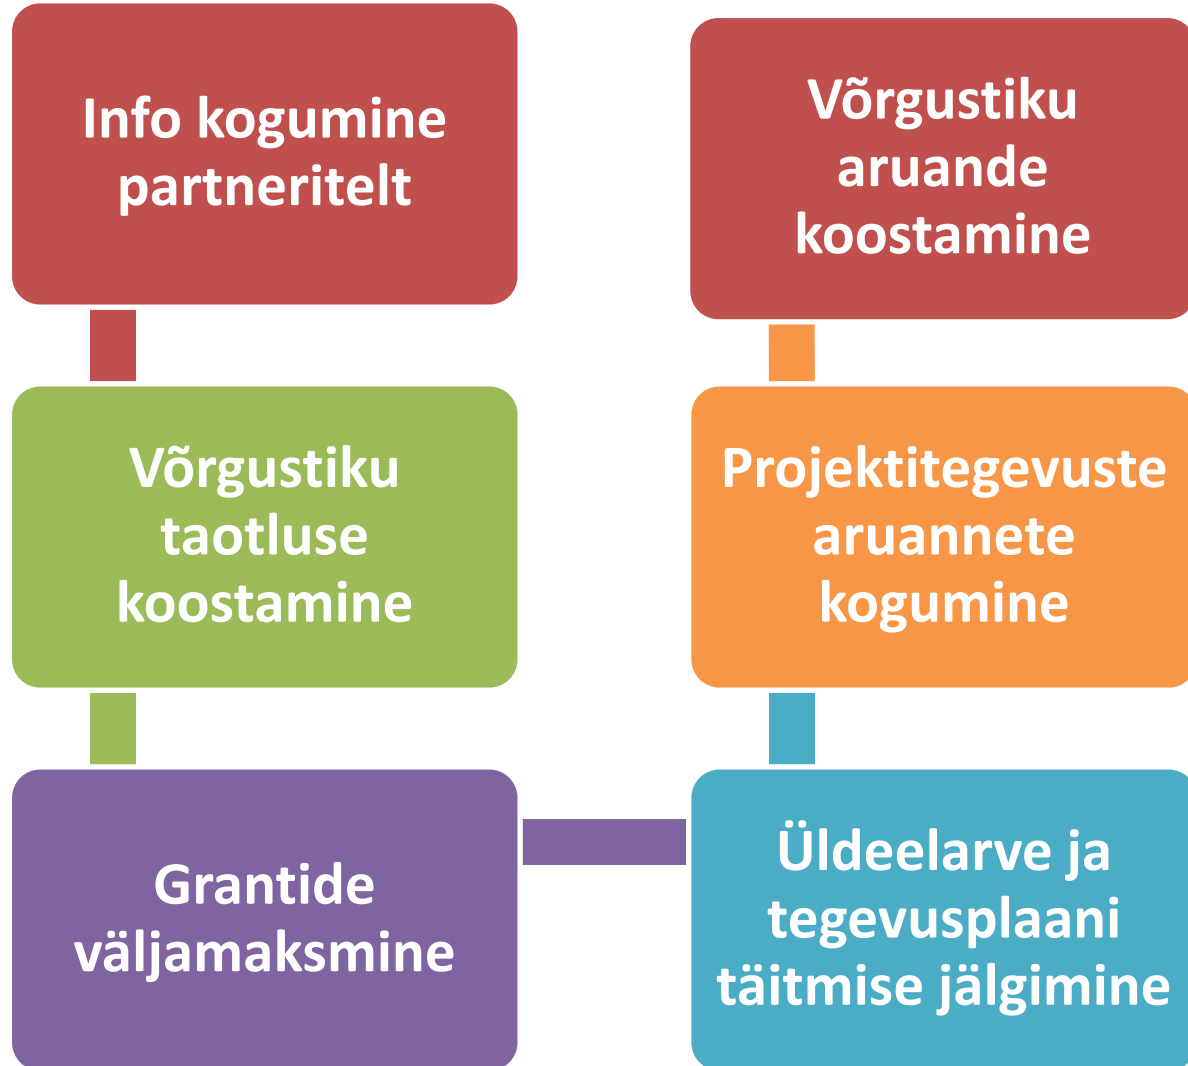 Info kogumine
partneritelt
Võrgustiku
taotluse
koostamine
Grantide
väljamaksmine
Üldeelarve ja
tegevusplaani
täitmise jälgimine
Projektitegevuste
aruannete
kogumine
Võrgustiku
aruande
koostamine